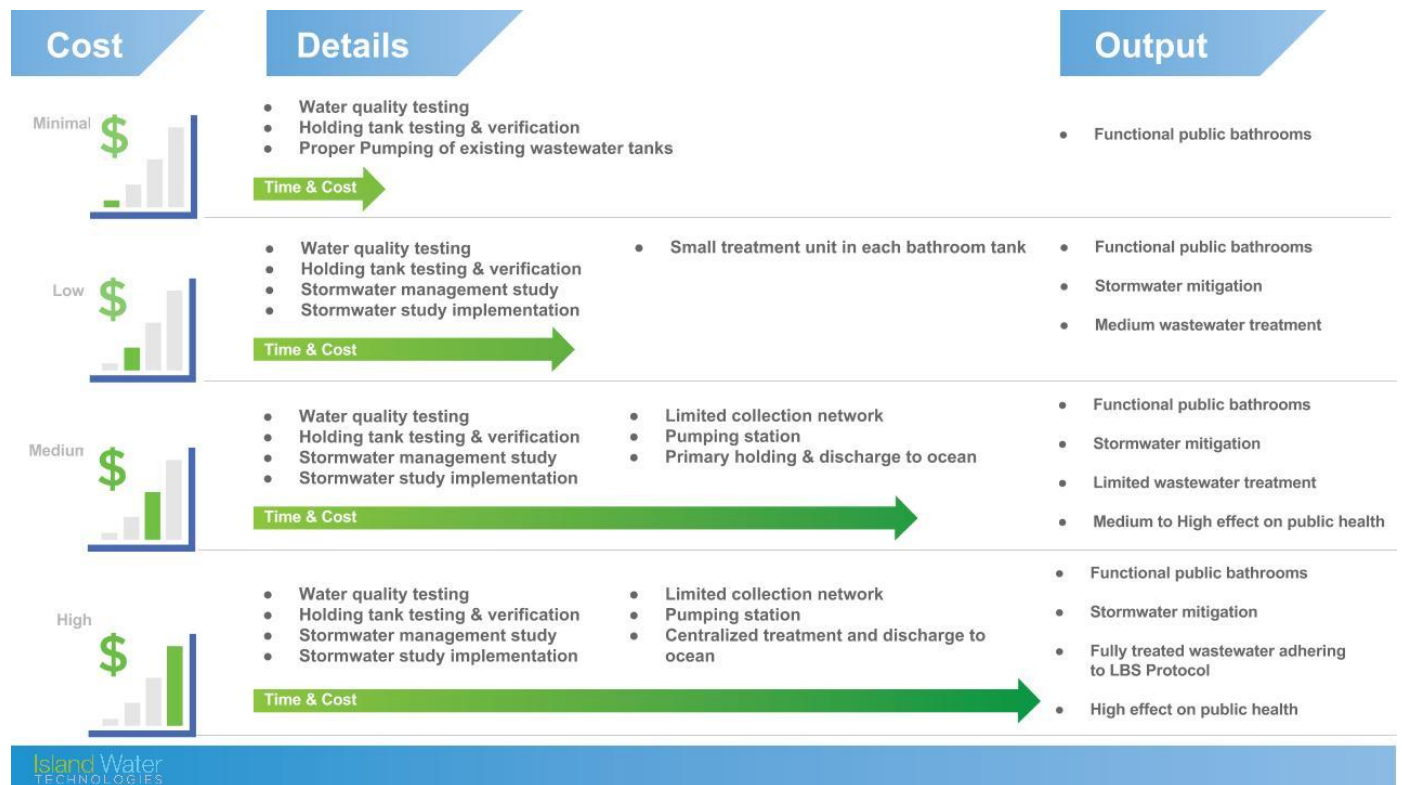 Cost
Details
Output
Minimal
$
● Water quality testing
● Holding tank testing & verification
● Proper Pumping of existing wastewater tanks
Time & Cost
● Functional public bathrooms
Low
$
● Water quality testing
● Holding tank testing & verification
● Stormwater management study
● Stormwater study implementation
● Small treatment unit in each bathroom tank
Time & Cost
● Functional public bathrooms
● Stormwater mitigation
● Medium wastewater treatment
Medium
$
● Water quality testing
● Holding tank testing & verification
● Stormwater management study
● Stormwater study implementation
● Limited collection network
● Pumping station
● Primary holding & discharge to ocean
Time & Cost
● Functional public bathrooms
● Stormwater mitigation
● Limited wastewater treatment
● Medium to High effect on public health
High
$
● Water quality testing
● Holding tank testing & verification
● Stormwater management study
● Stormwater study implementation
● Limited collection network
● Pumping station
● Centralized treatment and discharge to
ocean
Time & Cost
● Functional public bathrooms
● Stormwater mitigation
● Fully treated wastewater adhering
to LBS Protocol
● High effect on public health
Island Water
TECHNOLOGIES